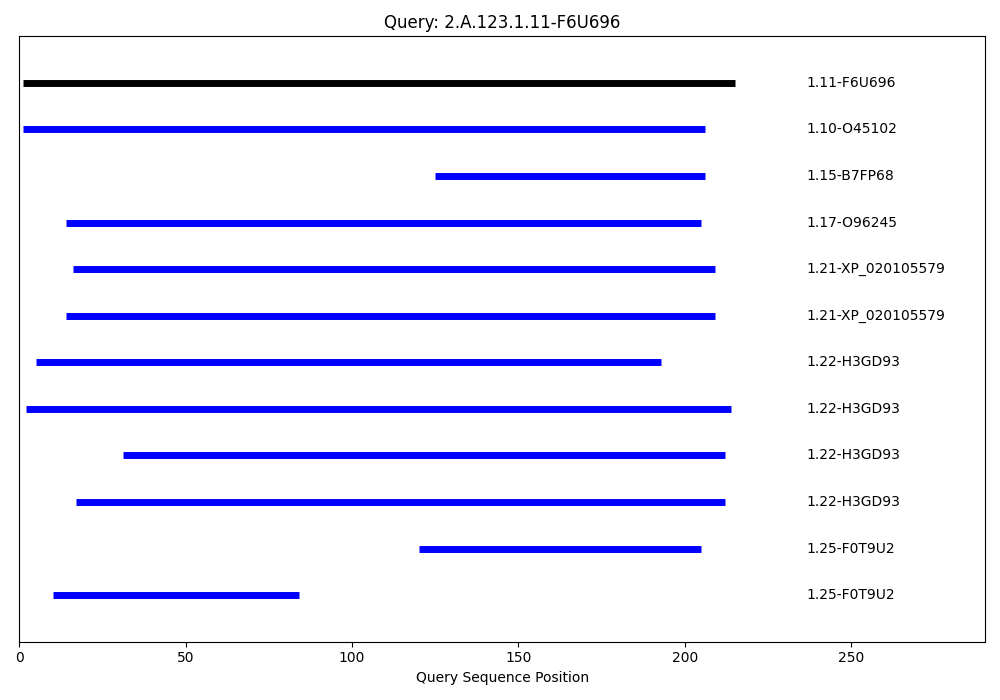 Query: 2.A.123.1.11-F6U696
1.11-F6U696
1.10-O45102
1.15-B7FP68
1.17-O96245
1.21-XP_020105579
1.21-XP_020105579
1.22-H3GD93
1.22-H3GD93
1.22-H3GD93
1.22-H3GD93
1.25-F0T9U2
1.25-F0T9U2
0 50 100 150 200 250
Query Sequence Position